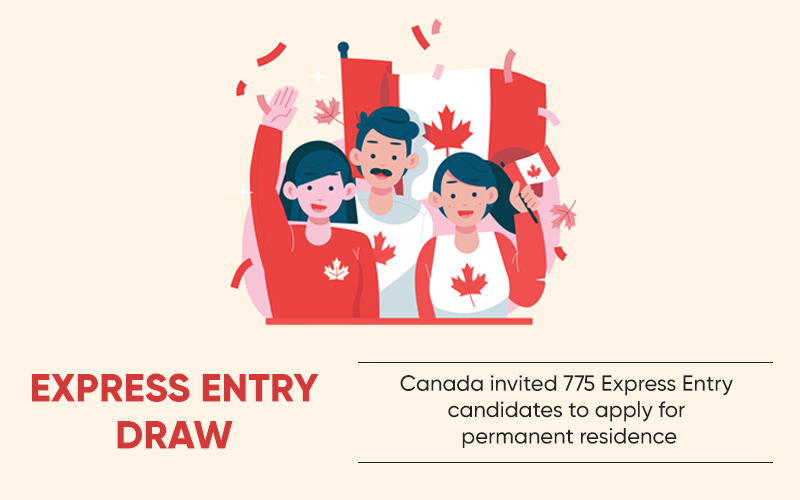 EXPRESS ENTRY
DRAW
Canada invited 775 Express Entry
candidates to apply for
permanent residence